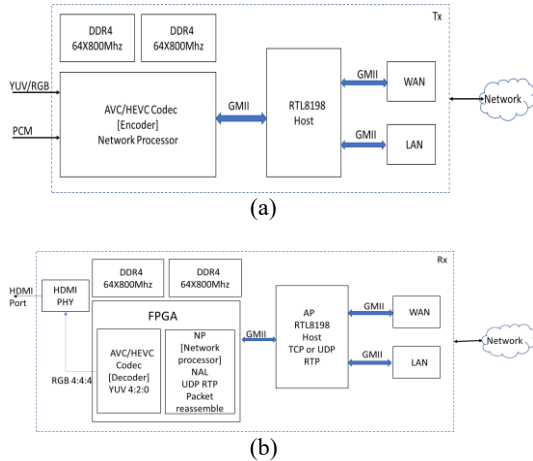 Tx
DDR4
64X800Mhz
DDR4
64X800Mhz
YUV/RGB
PCM
AVC/HEVC Codec
[Encoder]
Network Processor
GMII
RTL8198
Host
GMII
WAN
GMII
LAN
Network
(a)
Rx
HDMI
Port
HDMI
PHY
DDR4
64X800Mhz
DDR4
64X800Mhz
FPGA
AVC/HEVC
Codec
[Decoder]
YUV 4:2:0
NP
[Network
processor]
NAL
UDP RTP
Packet
reassemble
RGB 4:4:4
GMII
AP
RTL8198
Host
TCP or UDP
RTP
GMII
WAN
GMII
LAN
Network
(b)